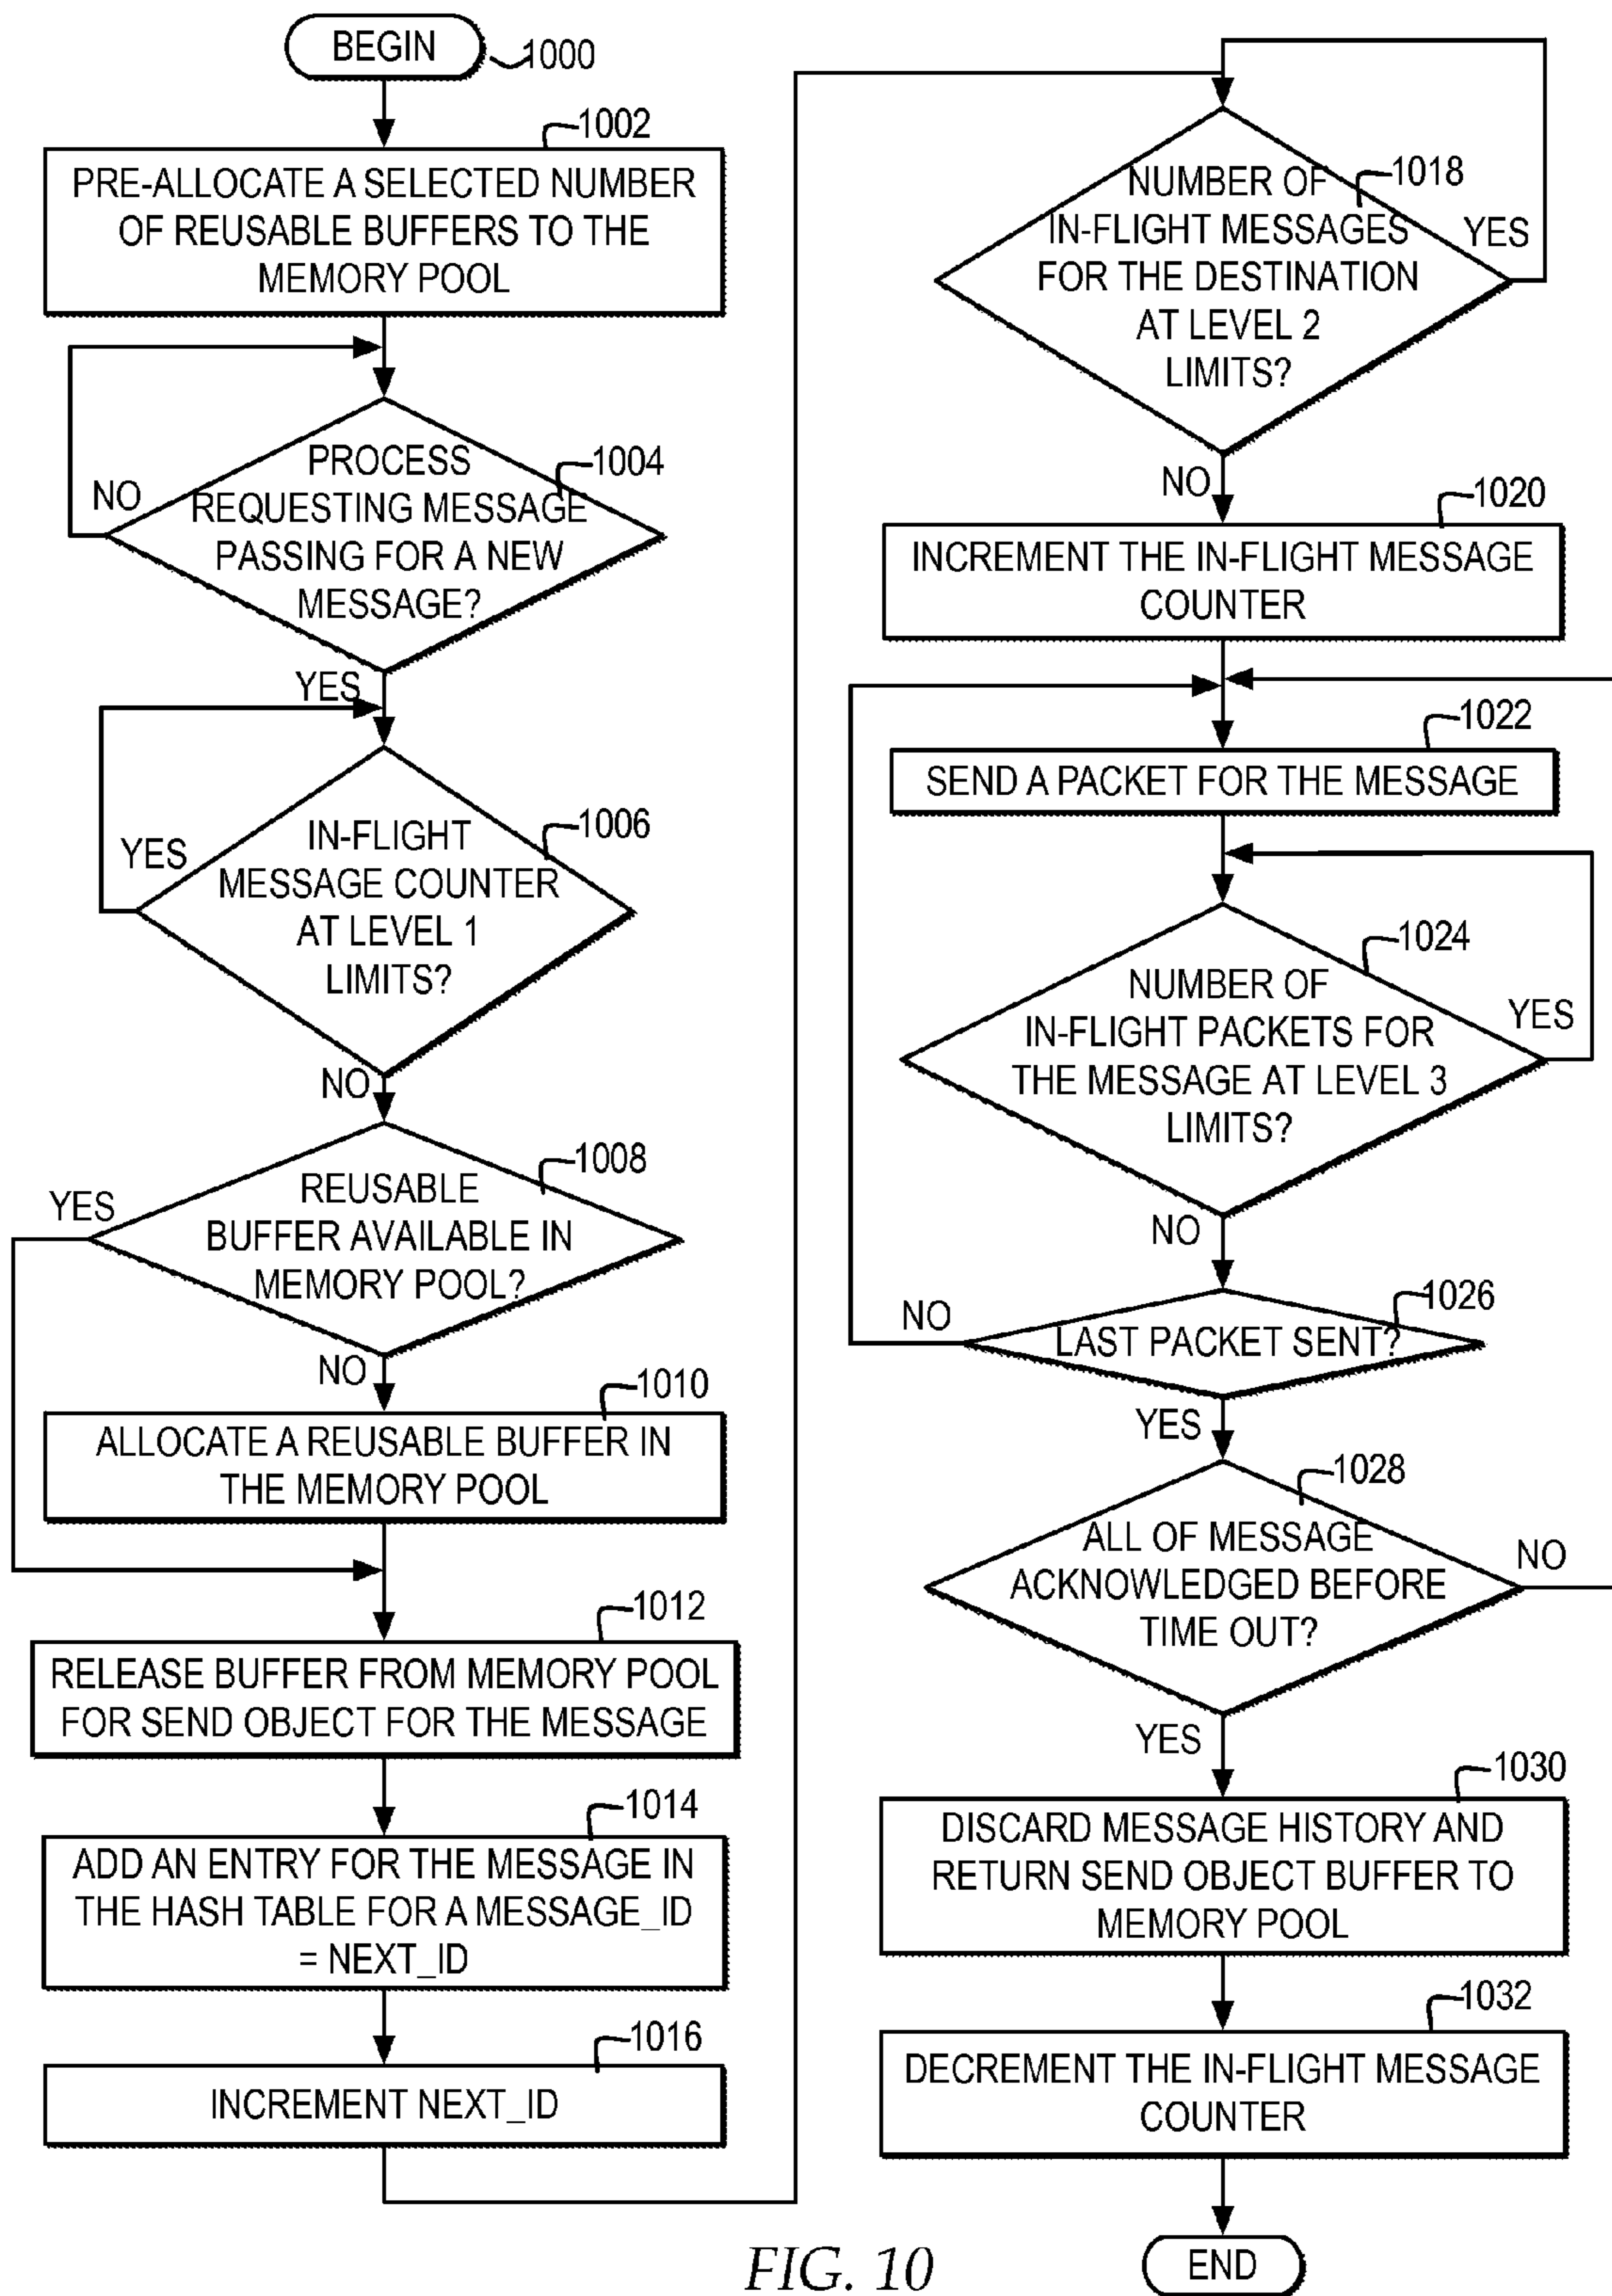 BEGIN
1000
1002
PRE-ALLOCATE A SELECTED NUMBER
OF REUSABLE BUFFERS TO THE
MEMORY POOL
PROCESS
1004
NO
REQUESTING MESSAGE
PASSING FOR A NEW
MESSAGE?
YES
1006
IN-FLIGHT
YES
MESSAGE COUNTER
AT LEVEL 1
LIMITS?
NO
1008
REUSABLE
YES
BUFFER AVAILABLE IN
MEMORY POOL?
NO
1010
ALLOCATE A REUSABLE BUFFER IN
THE MEMORY POOL
1012
RELEASE BUFFER FROM MEMORY POOL
FOR SEND OBJECT FOR THE MESSAGE
1014
ADD AN ENTRY FOR THE MESSAGE IN
THE HASH TABLE FOR A MESSAGE_ID
= NEXT_ID
1016
INCREMENT NEXT_ID
1018
NUMBER OF
IN-FLIGHT MESSAGES
YES
FOR THE DESTINATION
AT LEVEL 2
LIMITS?
NO
1020
INCREMENT THE IN-FLIGHT MESSAGE
COUNTER
1022
SEND A PACKET FOR THE MESSAGE
1024
NUMBER OF
YES
IN-FLIGHT PACKETS FOR
THE MESSAGE AT LEVEL 3
LIMITS?
NO
1026
NO
LAST PACKET SENT?
YES
1028
ALL OF MESSAGE
NO
ACKNOWLEDGED BEFORE
TIME OUT?
YES
1030
DISCARD MESSAGE HISTORY AND
RETURN SEND OBJECT BUFFER TO
MEMORY POOL
1032
DECREMENT THE IN-FLIGHT MESSAGE
COUNTER
END
FIG. 10